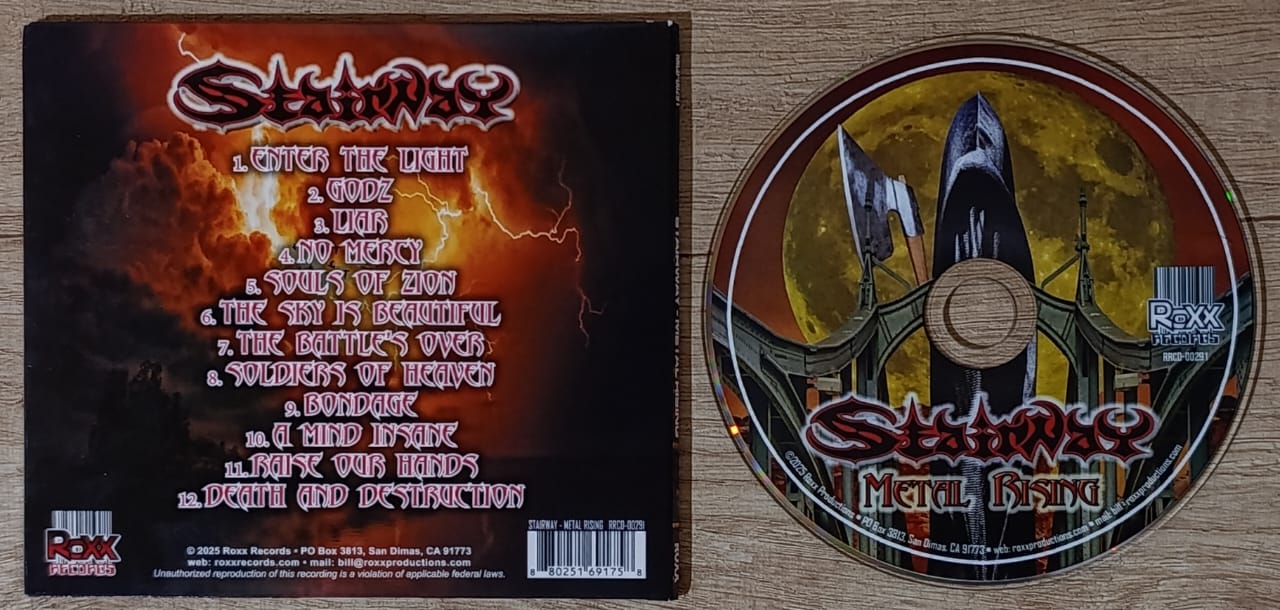 Stairway
1. ENTER THE LIGHT
2. GODZ
3. LIAR
4. NO MERCY
5. SOULS OF ZION
6. THE SKY IS BEAUTIFUL
7. THE BATTLE'S OVER
8. SOLDIERS OF HEAVEN
9. BONDAGE
10. A MIND INSANE
11. RAISE OUR HANDS
12. DEATH AND DESTRUCTION
ROXX
RECORDS
© 2025 Roxx Records • PO Box 3813, San Dimas, CA 91773
web: roxxrecords.com • mail: bill@roxxproductions.com
Unauthorized reproduction of this recording is a violation of applicable federal laws.
STAIRWAY - METAL RISING RRCD-00291
8 80251 69175 8
ROXX
RECORDS
RRCD-00291
Stairway
METAL RISING
©2025 Roxx Productions • PO Box 3813, San Dimas, CA 91773 • web: roxxproductions.com • mail: bill@roxxproductions.com